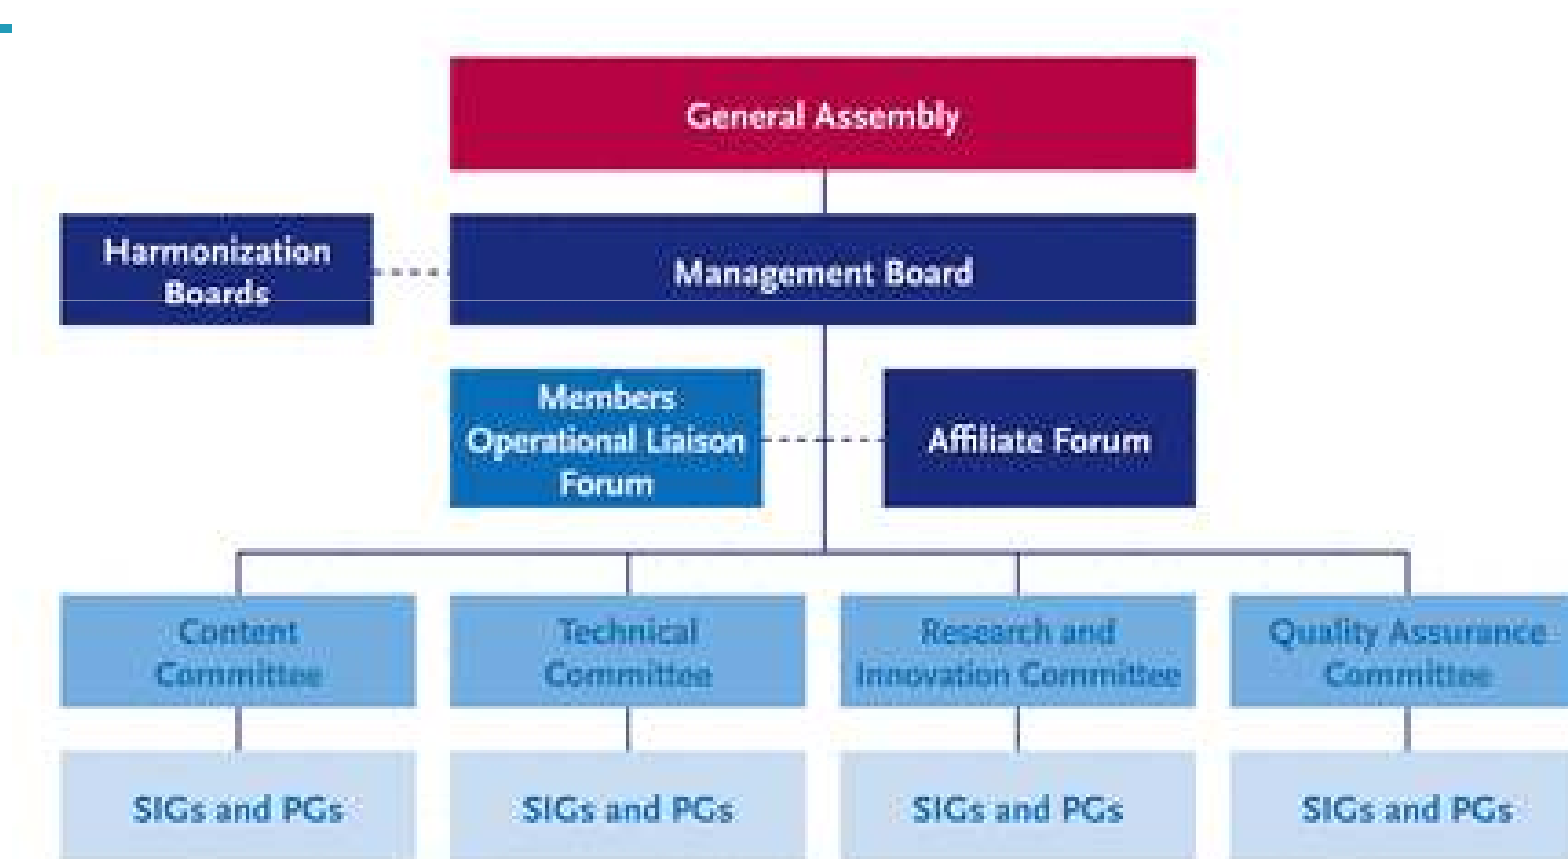 General Assembly
Harmonization
Boards
Management Board
Members
Operational Liaison
Forum
Affiliate Forum
Content
Committee
Technical
Committee
Research and
Innovation Committee
Quality Assurance
Committee
SIGs and PGs
SIGs and PGs
SIGs and PGs
SIGs and PGs